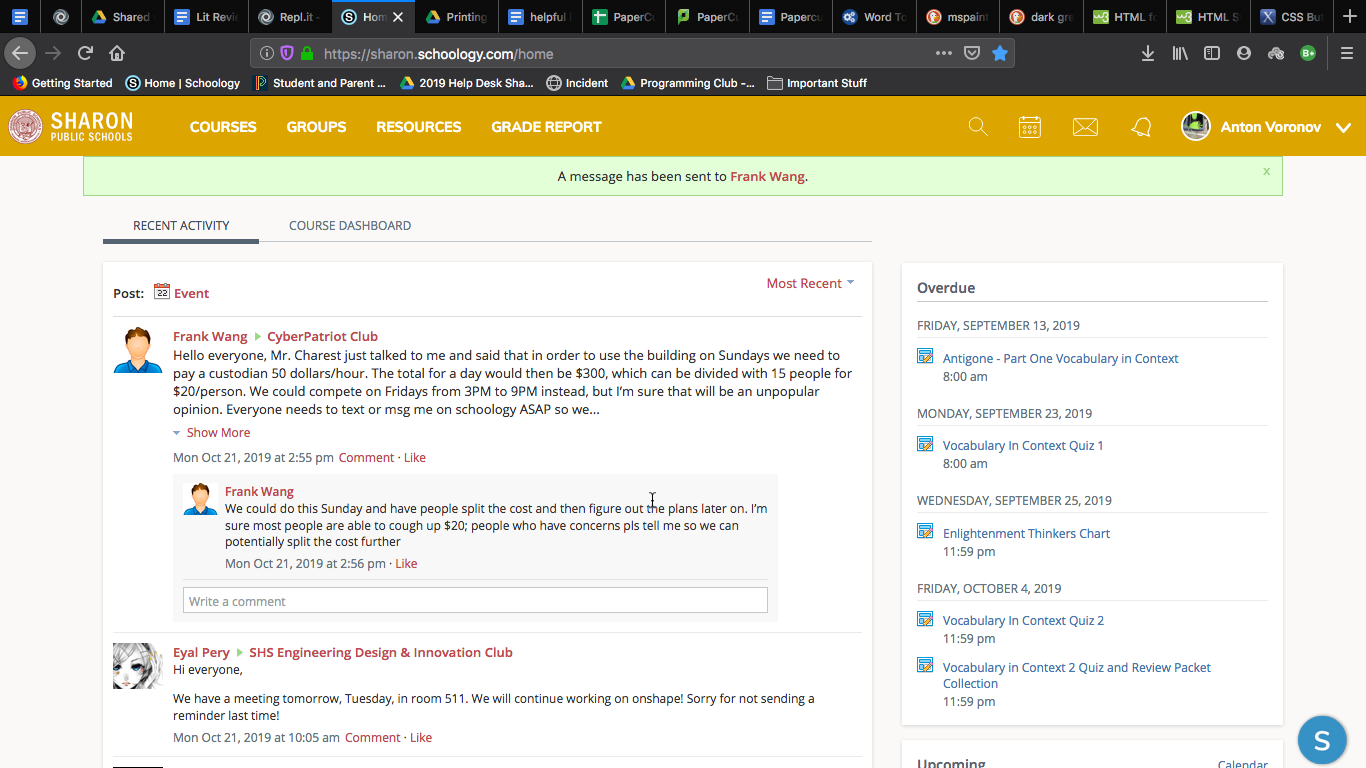 Shared
Lit Revi
Repl.it -
Hom
Printing
helpful
PaperCu
PaperCu
Papercu
Word To
mspaint
dark gre
HTML fo
HTML S
CSS But
https://sharon.schoology.com/home
Getting Started
Home | Schoology
Student and Parent ...
2019 Help Desk Sha...
Incident
Programming Club -...
Important Stuff
SHARON
PUBLIC SCHOOLS
COURSES
GROUPS
RESOURCES
GRADE REPORT
Anton Voronov
A message has been sent to Frank Wang.
x
RECENT ACTIVITY
COURSE DASHBOARD
Post:
22
Event
Most Recent
Frank Wang
CyberPatriot Club
Hello everyone, Mr. Charest just talked to me and said that in order to use the building on Sundays we need to
pay a custodian 50 dollars/hour. The total for a day would then be $300, which can be divided with 15 people for
$20/person. We could compete on Fridays from 3PM to 9PM instead, but I'm sure that will be an unpopular
opinion. Everyone needs to text or msg me on schoology ASAP so we...
Show More
Mon Oct 21, 2019 at 2:55 pm Comment · Like
Frank Wang
We could do this Sunday and have people split the cost and then figure out the plans later on. I'm
sure most people are able to cough up $20; people who have concerns pls tell me so we can
potentially split the cost further
Mon Oct 21, 2019 at 2:56 pm · Like
Write a comment
Eyal Pery
SHS Engineering Design & Innovation Club
Hi everyone,
We have a meeting tomorrow, Tuesday, in room 511. We will continue working on onshape! Sorry for not sending a
reminder last time!
Mon Oct 21, 2019 at 10:05 am Comment · Like
Overdue
FRIDAY, SEPTEMBER 13, 2019
Antigone - Part One Vocabulary in Context
8:00 am
MONDAY, SEPTEMBER 23, 2019
Vocabulary In Context Quiz 1
8:00 am
WEDNESDAY, SEPTEMBER 25, 2019
Enlightenment Thinkers Chart
11:59 pm
FRIDAY, OCTOBER 4, 2019
Vocabulary In Context Quiz 2
11:59 pm
Vocabulary in Context 2 Quiz and Review Packet
Collection
11:59 pm
Upcoming
Calendar
S